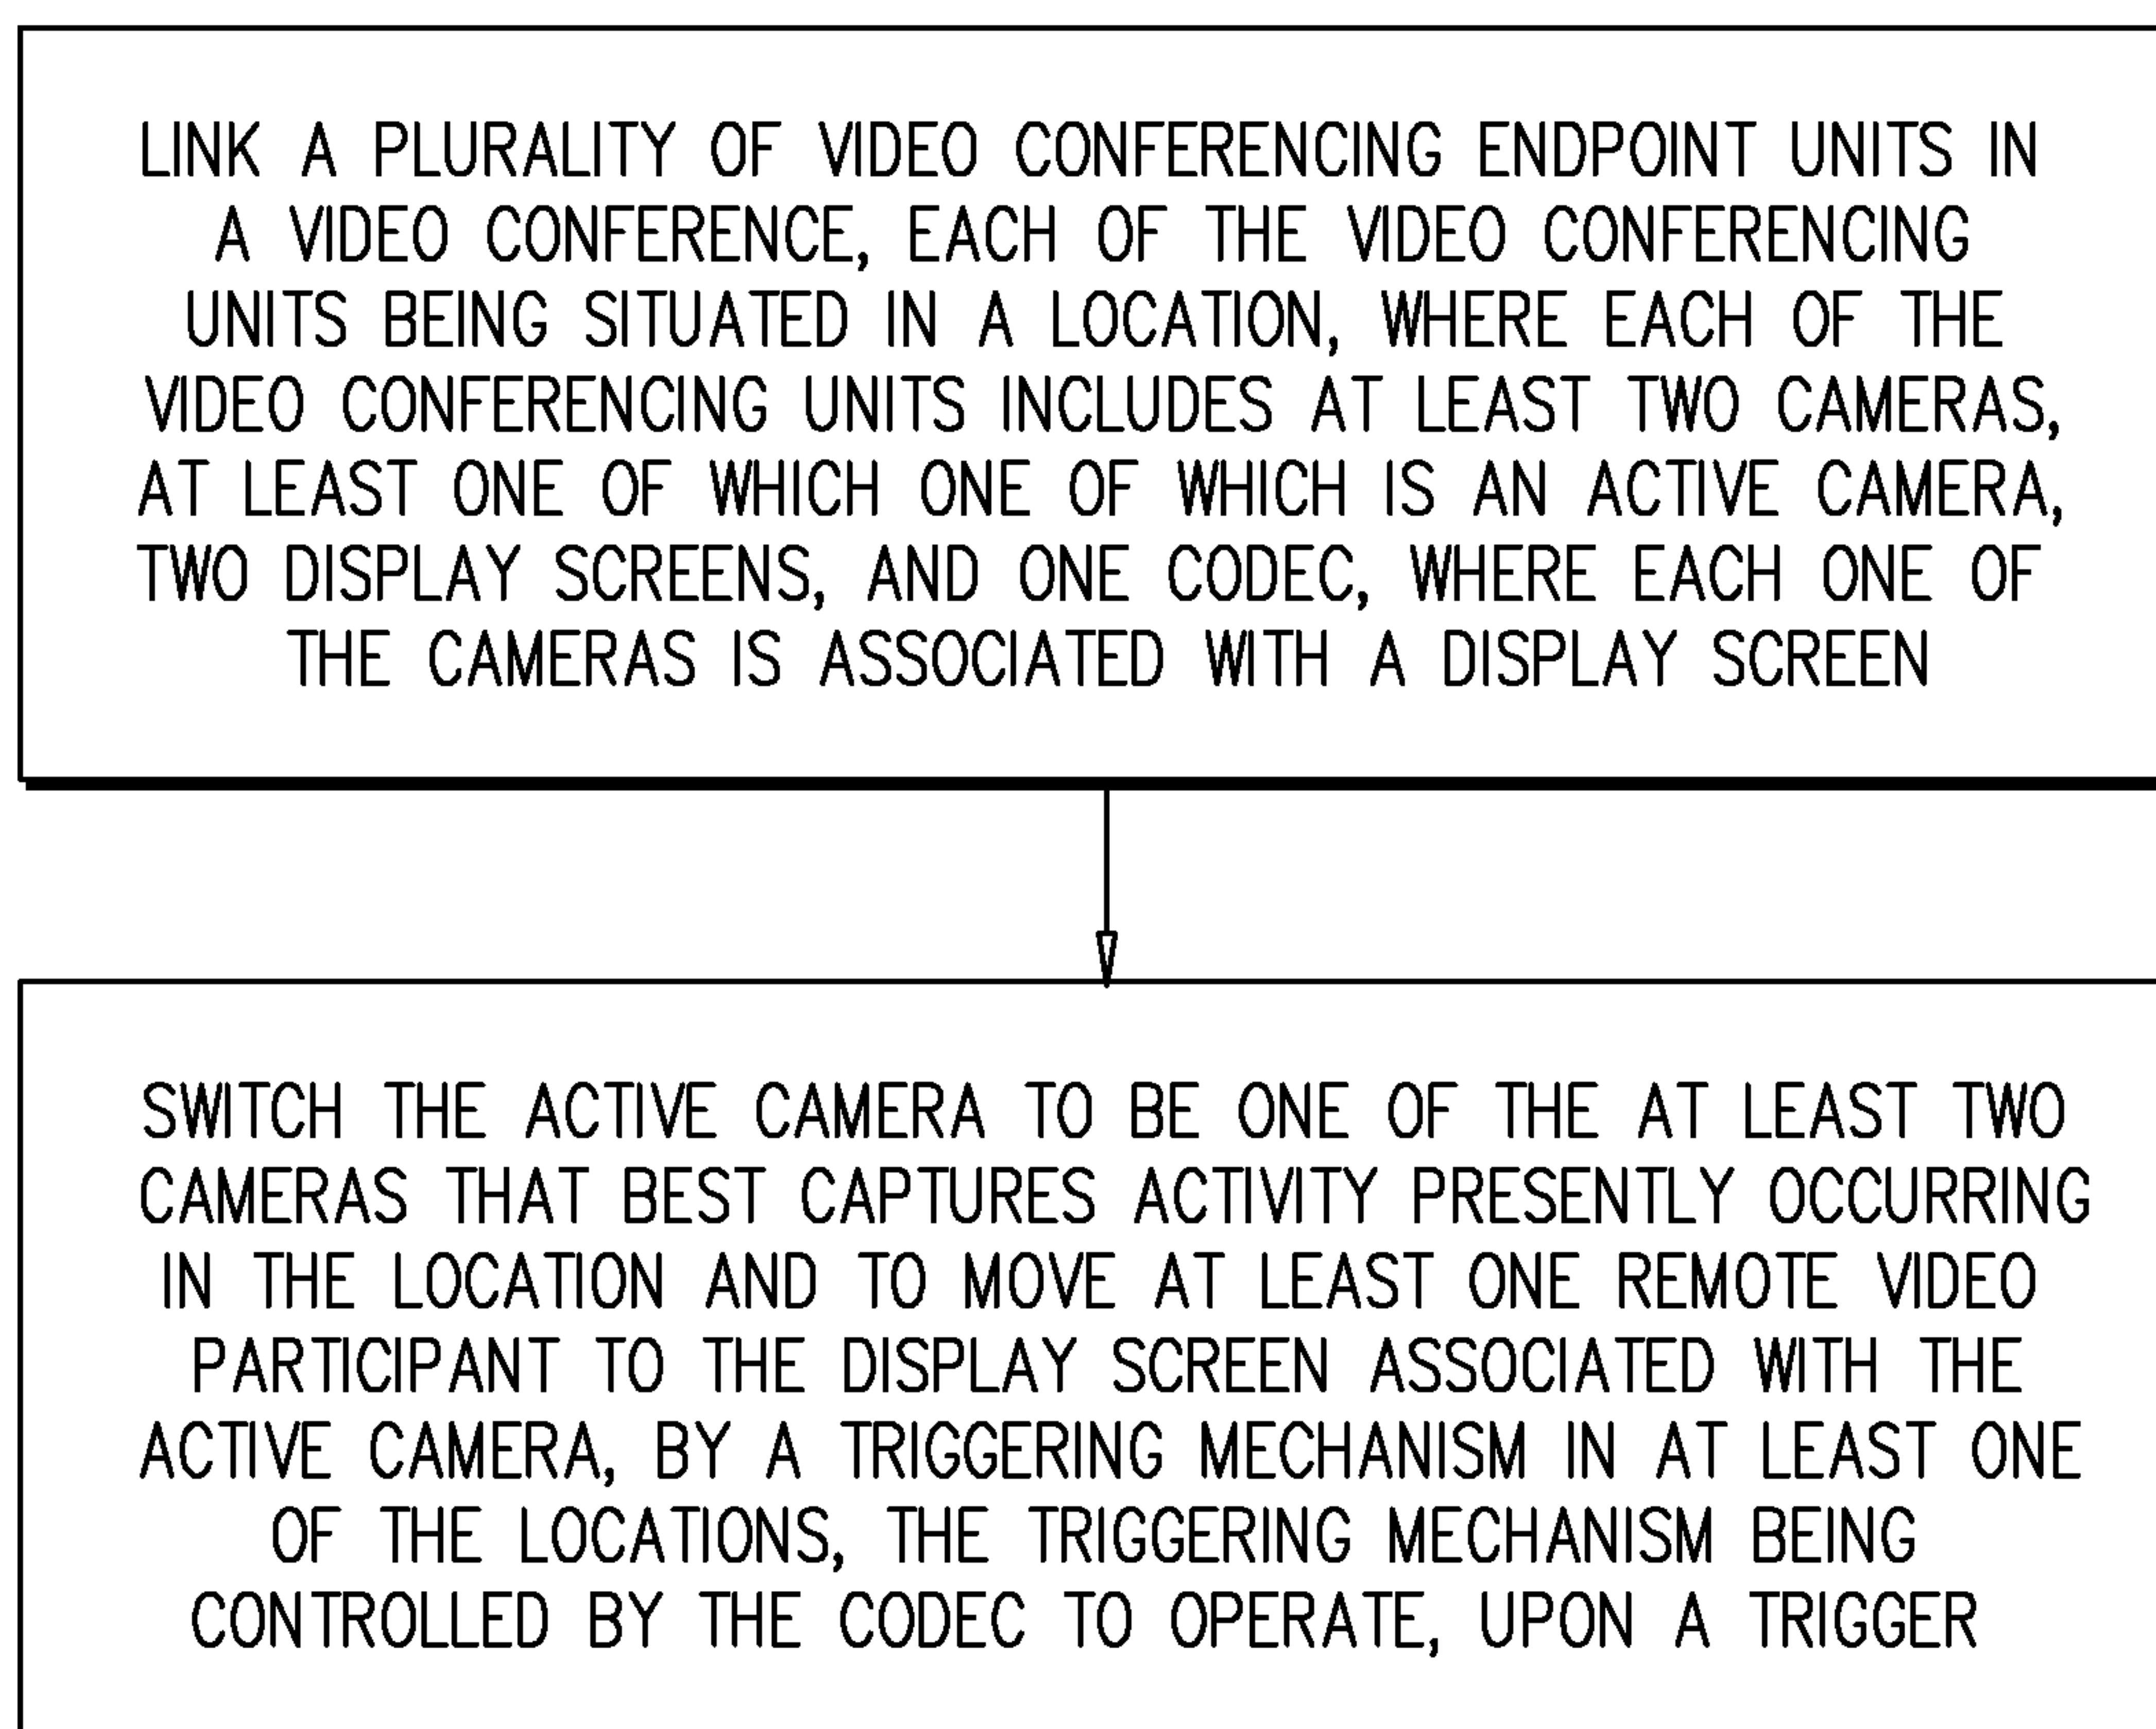 LINK A PLURALITY OF VIDEO CONFERENCING ENDPOINT UNITS IN
A VIDEO CONFERENCE, EACH OF THE VIDEO CONFERENCING
UNITS BEING SITUATED IN A LOCATION, WHERE EACH OF THE
VIDEO CONFERENCING UNITS INCLUDES AT LEAST TWO CAMERAS,
AT LEAST ONE OF WHICH ONE OF WHICH IS AN ACTIVE CAMERA,
TWO DISPLAY SCREENS, AND ONE CODEC, WHERE EACH ONE OF
THE CAMERAS IS ASSOCIATED WITH A DISPLAY SCREEN
SWITCH THE ACTIVE CAMERA TO BE ONE OF THE AT LEAST TWO
CAMERAS THAT BEST CAPTURES ACTIVITY PRESENTLY OCCURRING
IN THE LOCATION AND TO MOVE AT LEAST ONE REMOTE VIDEO
PARTICIPANT TO THE DISPLAY SCREEN ASSOCIATED WITH THE
ACTIVE CAMERA, BY A TRIGGERING MECHANISM IN AT LEAST ONE
OF THE LOCATIONS, THE TRIGGERING MECHANISM BEING
CONTROLLED BY THE CODEC TO OPERATE, UPON A TRIGGER